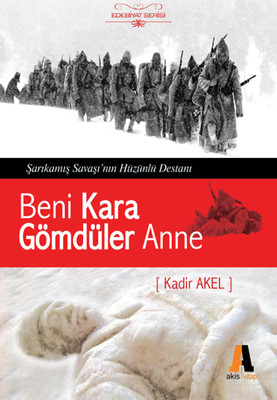 EDEBİYAT SERİSİ
Şarıkamış Savaşı'nın Hüzünlü Destanı
Beni Kara
Gömdüler Anne
[ Kadir AKEL ]
akis kitap